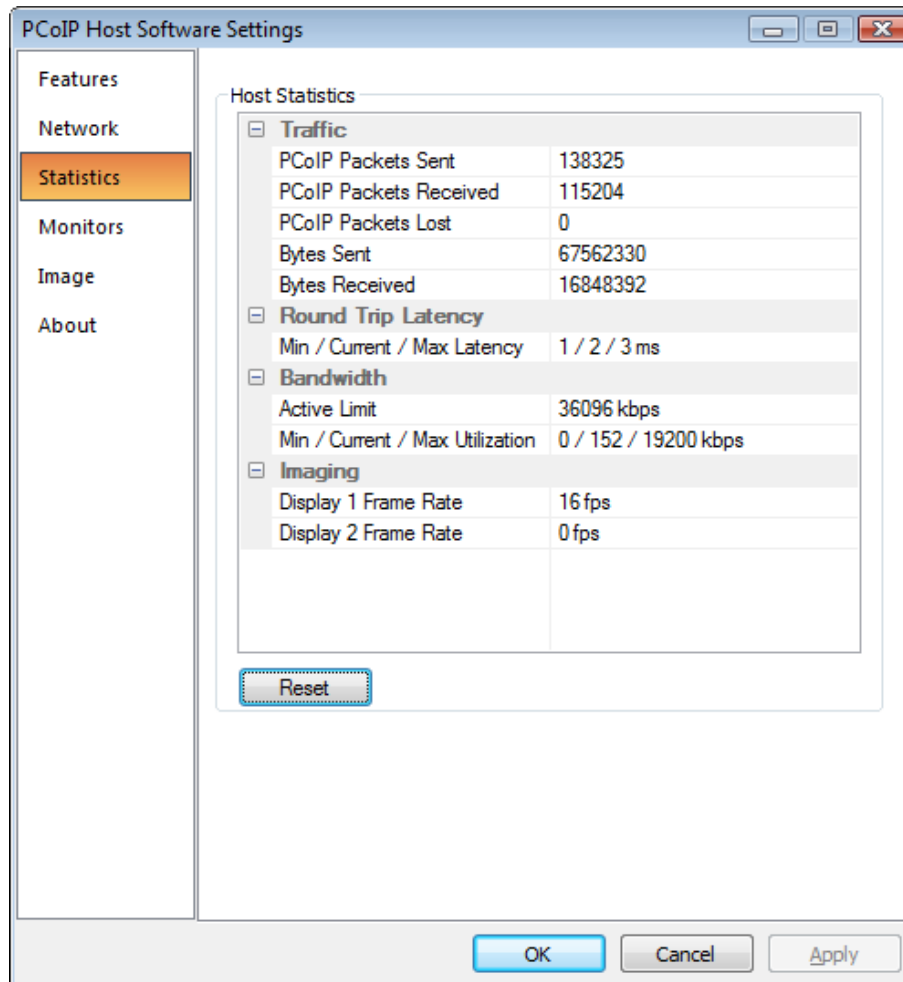 PCoIP Host Software Settings
Features
Network
Statistics
Monitors
Image
About
Host Statistics
Traffic
PCoIP Packets Sent 138325
PCoIP Packets Received 115204
PCoIP Packets Lost 0
Bytes Sent 67562330
Bytes Received 16848392
Round Trip Latency
Min / Current / Max Latency 1 / 2 / 3 ms
Bandwidth
Active Limit 36096 kbps
Min / Current / Max Utilization 0 / 152 / 19200 kbps
Imaging
Display 1 Frame Rate 16 fps
Display 2 Frame Rate 0 fps
Reset
OK Cancel Apply